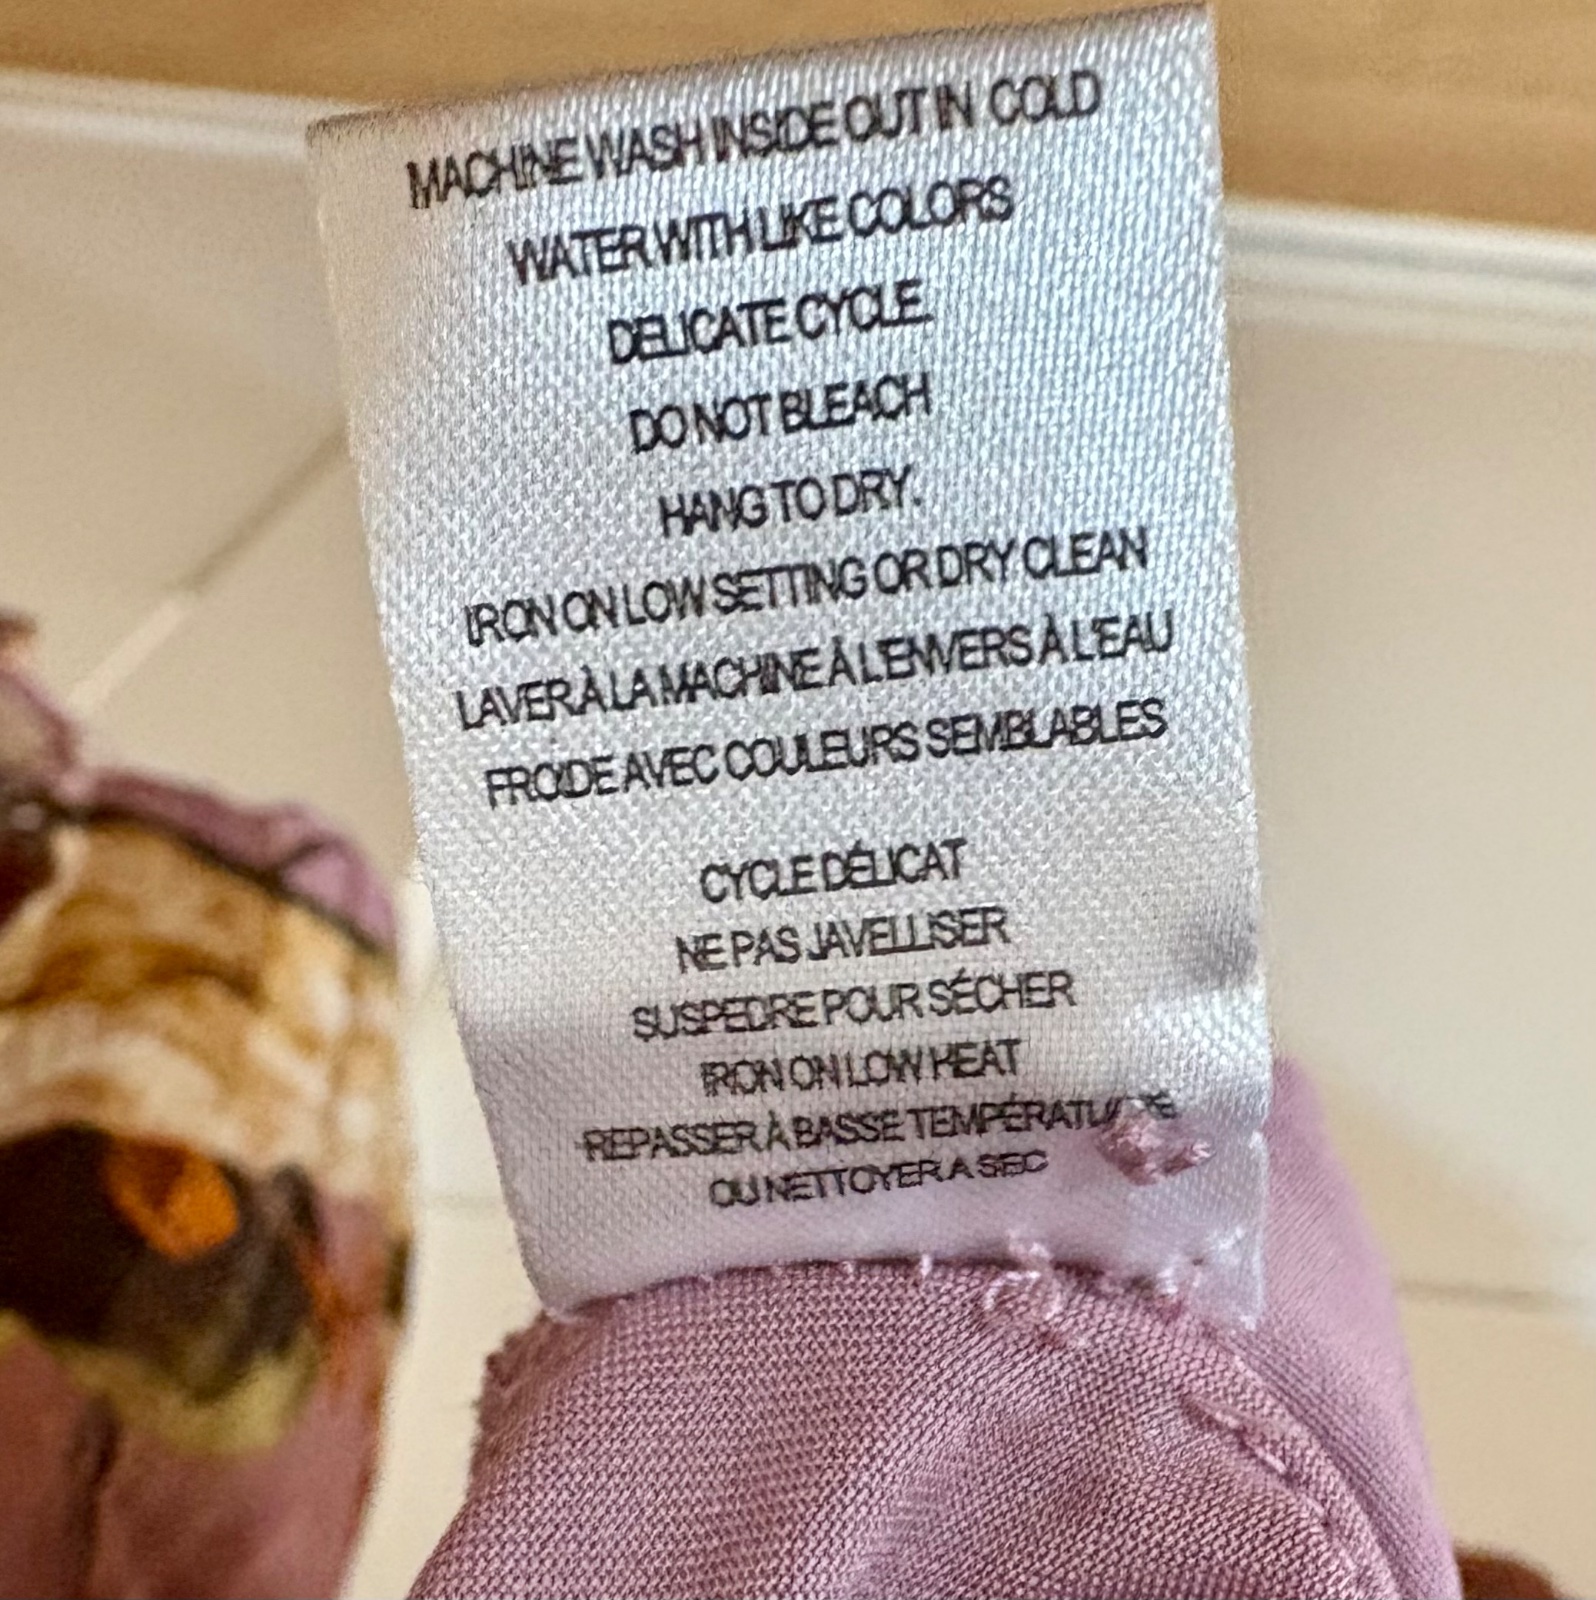 MACHINE WASH INSIDE OUT IN COLD
WATER WITH LIKE COLORS
DELICATE CYCLE.
DO NOT BLEACH
HANG TO DRY.
IRON ON LOW SETTING OR DRY CLEAN
LAVER À LA MACHINE À L'ENVERS À L'EAU
FROIDE AVEC COULEURS SEMBLABLES
CYCLE DÉLICAT
NE PAS JAVELLISER
SUSPEDRE POUR SÉCHER
IRON ON LOW HEAT
REPASSER À BASSE TEMPÉRATURE
OU NETTOYER A SEC